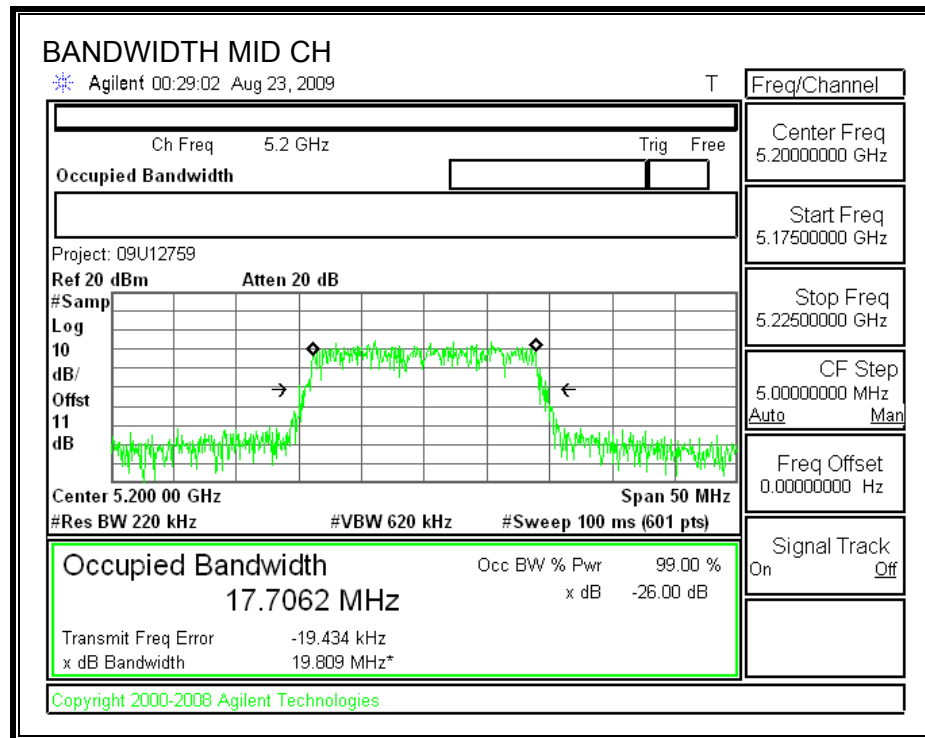 BANDWIDTH MID CH
Agilent 00:29:02 Aug 23, 2009 T
Freq/Channel
Ch Freq 5.2 GHz Trig Free
Occupied Bandwidth
Center Freq
5.20000000 GHz
Start Freq
5.17500000 GHz
Stop Freq
5.22500000 GHz
CF Step
5.00000000 MHz
Auto Man
Freq Offset
0.00000000 Hz
Signal Track
On Off
Project: 09U12759
Ref 20 dBm Atten 20 dB
#Samp
Log
10
dB/
Offst
11
dB
Center 5.200 00 GHz Span 50 MHz
#Res BW 220 kHz #VBW 620 kHz #Sweep 100 ms (601 pts)
Occupied Bandwidth Occ BW % Pwr 99.00 %
17.7062 MHz x dB -26.00 dB
Transmit Freq Error -19.434 kHz
x dB Bandwidth 19.809 MHz*
Copyright 2000-2008 Agilent Technologies